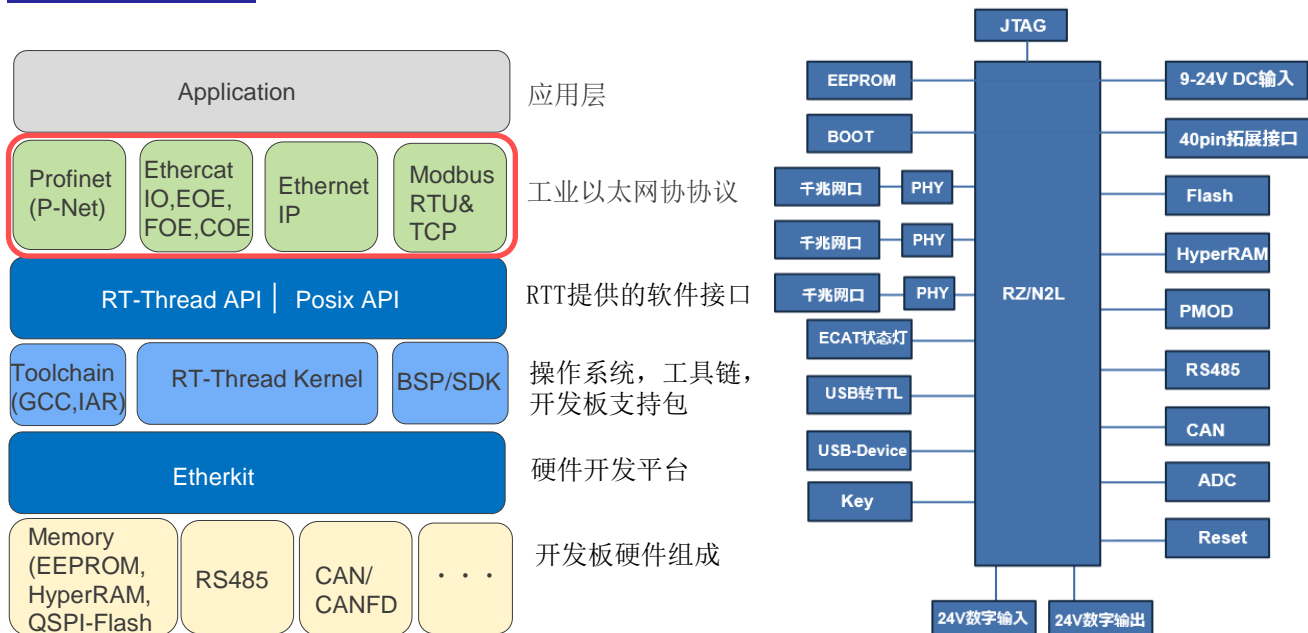 Application
应用层
Profinet
(P-Net)
Ethercat
IO,EOE,
FOE,COE
Ethernet
IP
Modbus
RTU&
TCP
工业以太网协协议
RT-Thread API│ Posix API
RTT提供的软件接口
Toolchain
(GCC,IAR)
RT-Thread Kernel
BSP/SDK
操作系统，工具链，
开发板支持包
Etherkit
硬件开发平台
Memory
(EEPROM,
HyperRAM,
QSPI-Flash
RS485
CAN/
CANFD
···
开发板硬件组成
JTAG
EEPROM
BOOT
千兆网口
PHY
千兆网口
PHY
千兆网口
PHY
ECAT状态灯
USB转TTL
USB-Device
Key
RZ/N2L
9-24V DC输入
40pin拓展接口
Flash
HyperRAM
PMOD
RS485
CAN
ADC
Reset
24V数字输入
24V数字输出